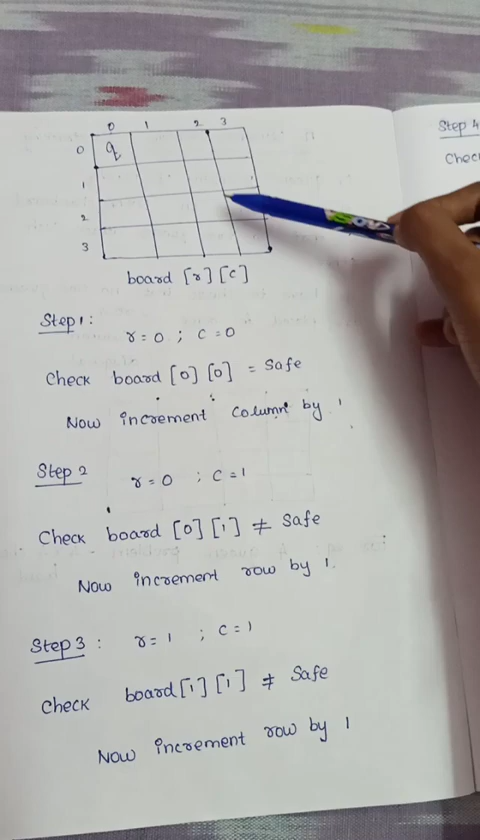 0 1 2 3
0 q
1
2
3
board [r] [c]
Step 1:
r = 0 ; c = 0
Check board [0] [0] = Safe
Now increment column by 1
Step 2
r = 0 ; c = 1
Check board [0] [1] ≠ Safe
Now increment row by 1.
Step 3 : r = 1 ; c = 1
Check board [1] [1] ≠ Safe
Now increment row by 1
Step 4
Chec